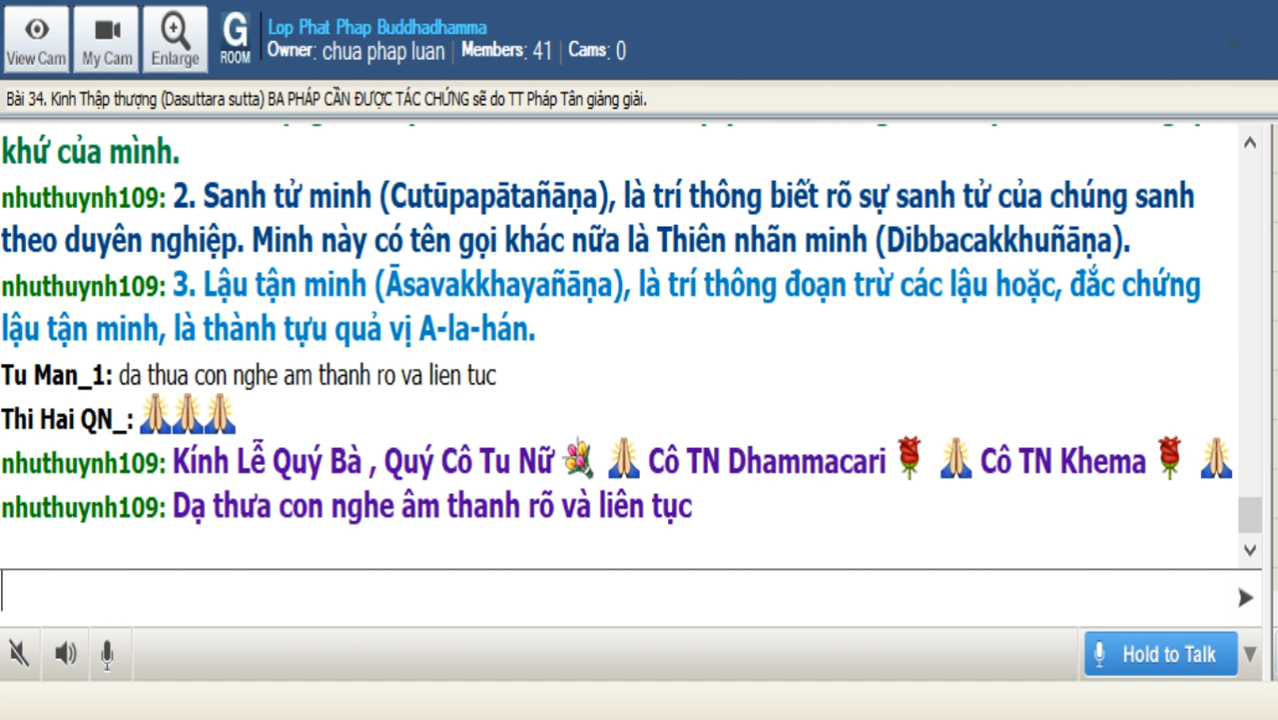 View Cam
My Cam
Enlarge
G
ROOM
Lop Phat Phap Buddhadhamma
Owner: chua phap luan | Members: 41 | Cams: 0
Bài 34. Kinh Thập thượng (Dasuttara sutta) BA PHÁP CẦN ĐƯỢC TÁC CHỨNG sẽ do TT Pháp Tân giảng giải.
khứ của mình.
nhuthuynh109: 2. Sanh tử minh (Cutūpapātañāṇa), là trí thông biết rõ sự sanh tử của chúng sanh
theo duyên nghiệp. Minh này có tên gọi khác nữa là Thiên nhãn minh (Dibbacakkhuñāṇa).
nhuthuynh109: 3. Lậu tận minh (Āsavakkhayañāṇa), là trí thông đoạn trừ các lậu hoặc, đắc chứng
lậu tận minh, là thành tựu quả vị A-la-hán.
Tu Man_1: da thua con nghe am thanh ro va lien tuc
Thi Hai QN_: 🙏🙏🙏
nhuthuynh109: Kính Lễ Quý Bà , Quý Cô Tu Nữ 💐 🙏 Cô TN Dhammacari 🌹 🙏 Cô TN Khema 🌹 🙏
nhuthuynh109: Dạ thưa con nghe âm thanh rõ và liên tục
Hold to Talk